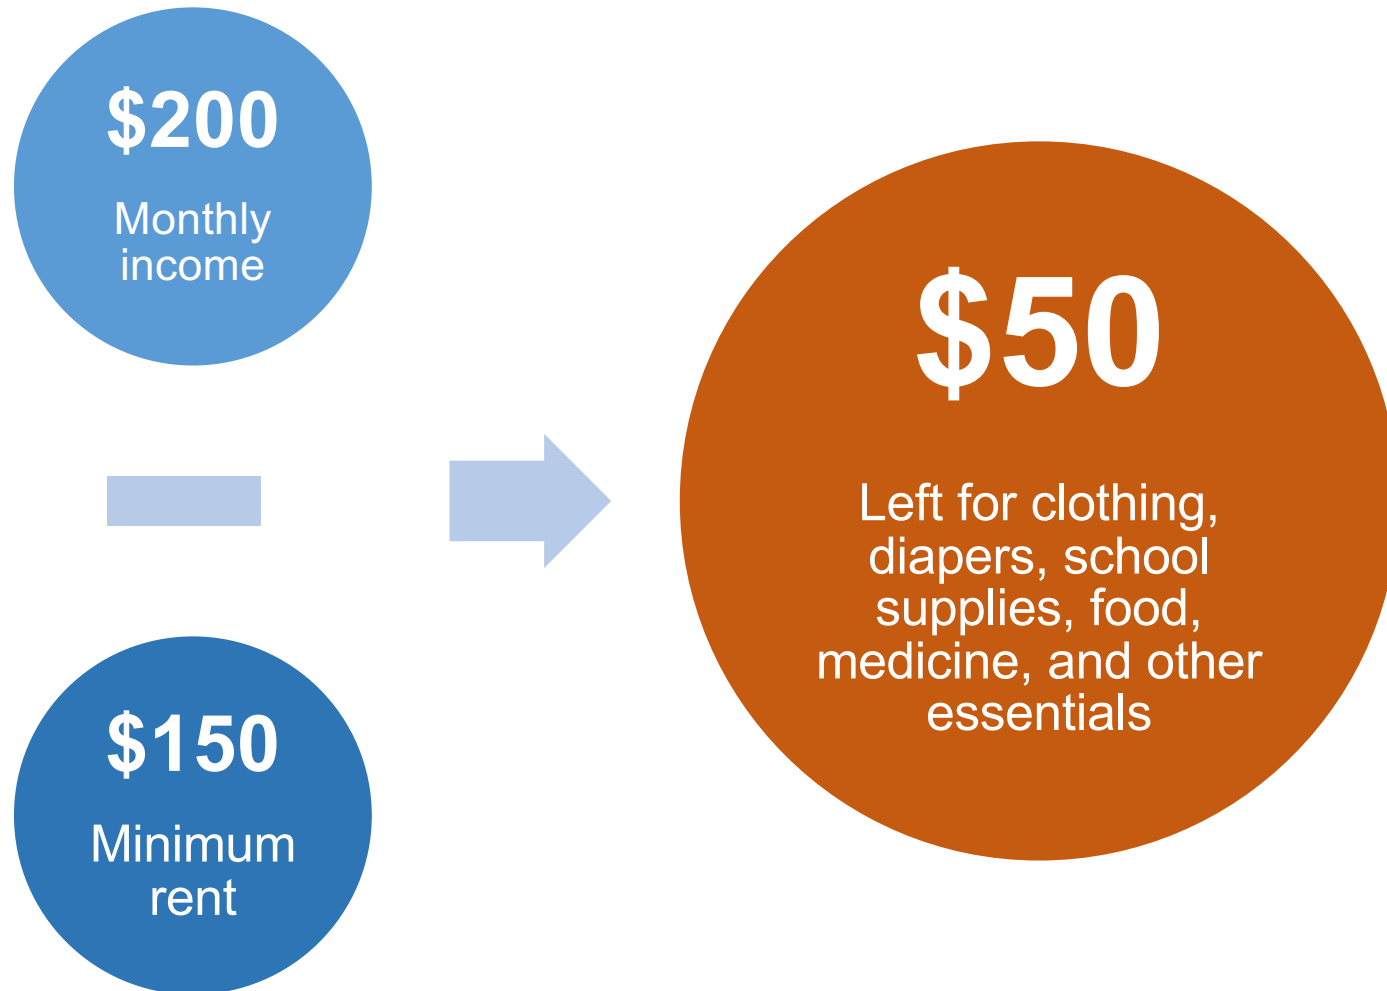 $200
Monthly
income
$150
Minimum
rent
$50
Left for clothing,
diapers, school
supplies, food,
medicine, and other
essentials